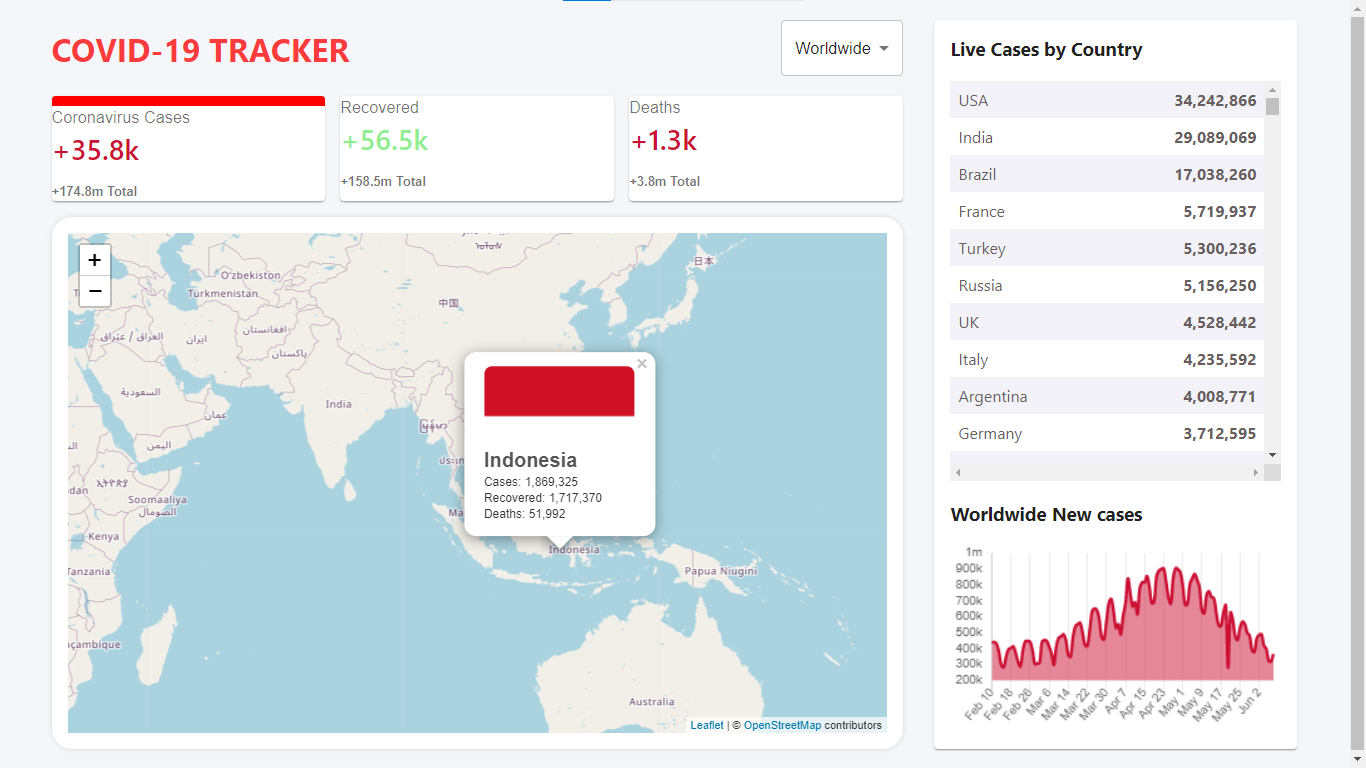 COVID-19 TRACKER
Worldwide
Coronavirus Cases
+35.8k
+174.8m Total
Recovered
+56.5k
+158.5m Total
Deaths
+1.3k
+3.8m Total
+
−
O'zbekiston
Türkmenistan
افغانستان
ایران
العراق / عێراق
پاکستان
السعودية
عمان
اليمن
India
中国
日本
မြန်မာ
Soomaaliya
الصومال
Kenya
Tanzania
Indonesia
Papua Niugini
Australia
×
Indonesia
Cases: 1,869,325
Recovered: 1,717,370
Deaths: 51,992
Leaflet | © OpenStreetMap contributors
Live Cases by Country
USA 34,242,866
India 29,089,069
Brazil 17,038,260
France 5,719,937
Turkey 5,300,236
Russia 5,156,250
UK 4,528,442
Italy 4,235,592
Argentina 4,008,771
Germany 3,712,595
Worldwide New cases
1m
900k
800k
700k
600k
500k
400k
300k
200k
Feb 10
Feb 18
Feb 26
Mar 6
Mar 14
Mar 22
Mar 30
Apr 7
Apr 15
Apr 23
May 1
May 9
May 17
May 25
Jun 2